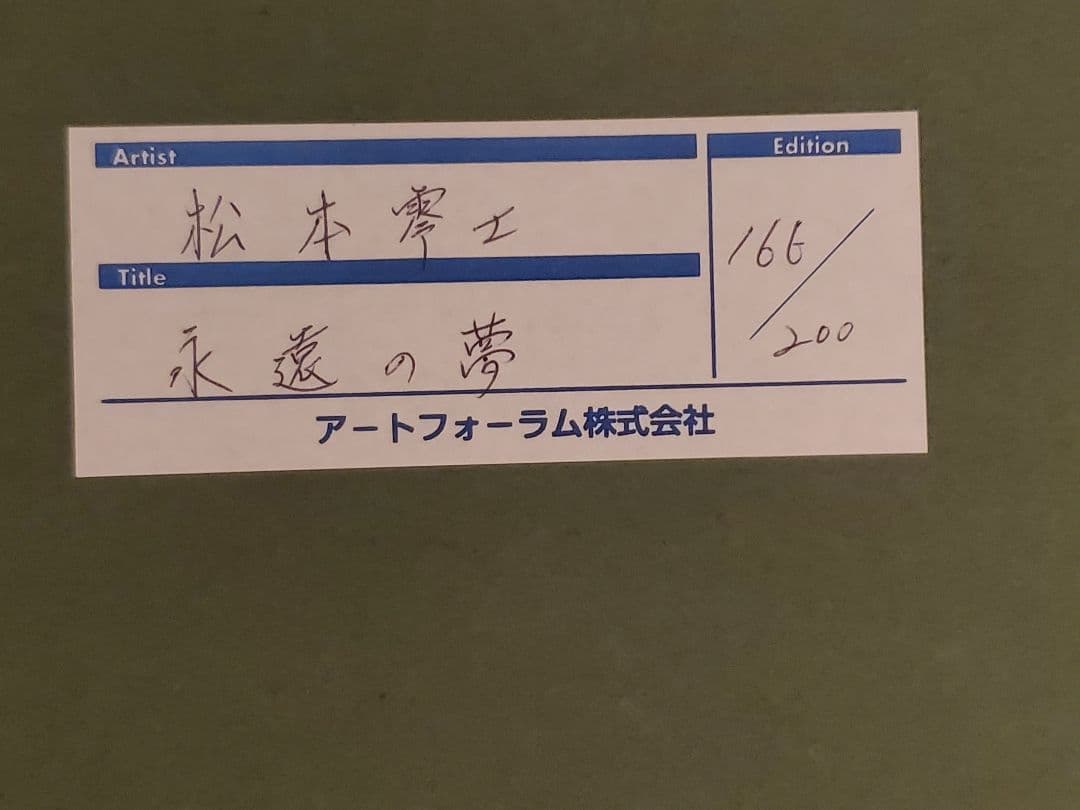 Artist
松本零士
Title
永遠の夢
Edition
166/200
アートフォーラム株式会社